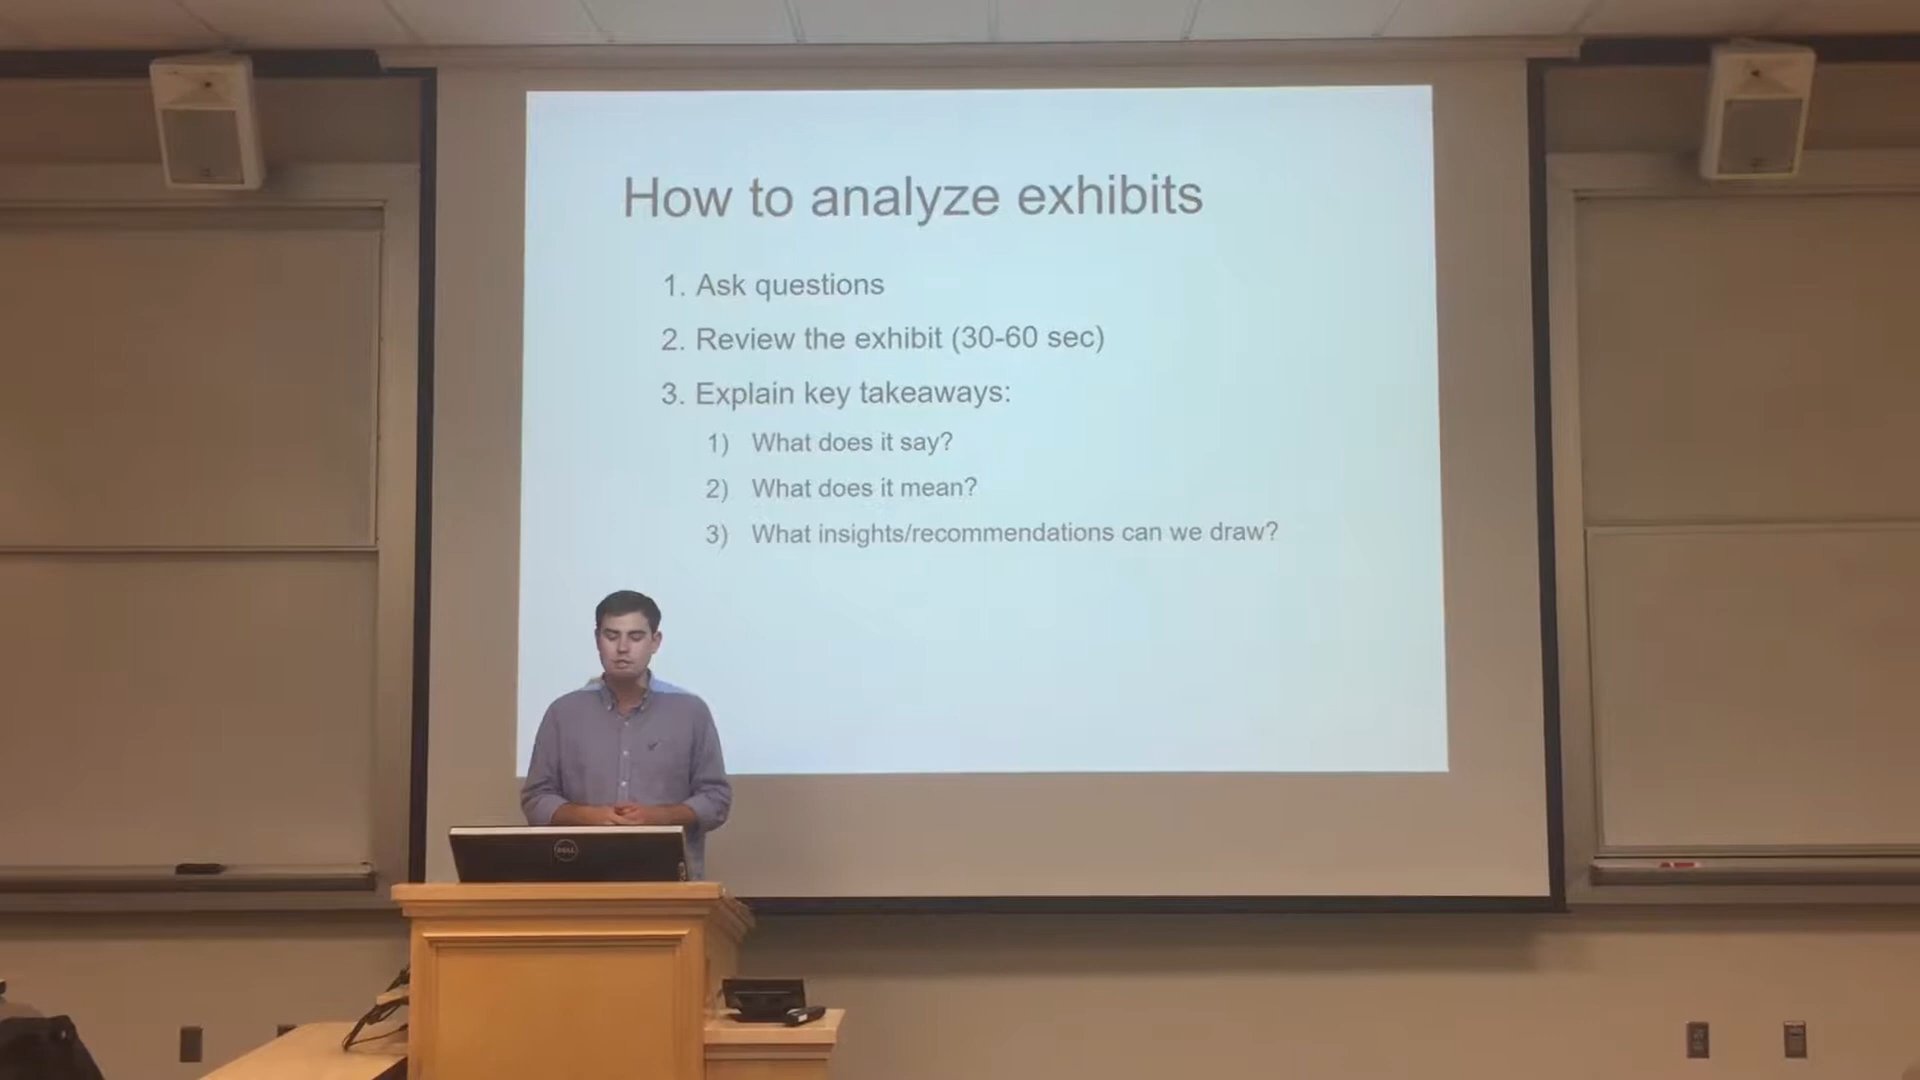 How to analyze exhibits
1. Ask questions
2. Review the exhibit (30-60 sec)
3. Explain key takeaways:
1) What does it say?
2) What does it mean?
3) What insights/recommendations can we draw?
DELL